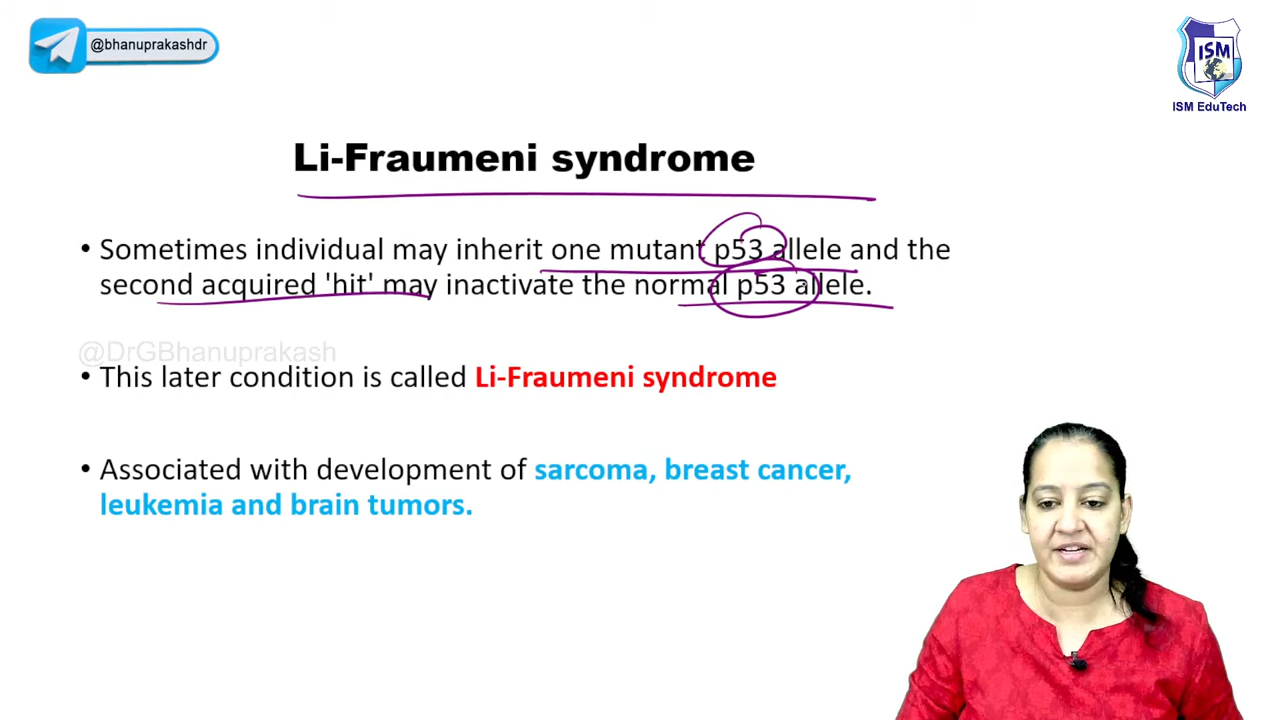 @bhanuprakashdr
ISM
ISM EduTech
Li-Fraumeni syndrome
• Sometimes individual may inherit one mutant p53 allele and the
second acquired 'hit' may inactivate the normal p53 allele.
@DrGBhanuprakash
• This later condition is called Li-Fraumeni syndrome
• Associated with development of sarcoma, breast cancer,
leukemia and brain tumors.